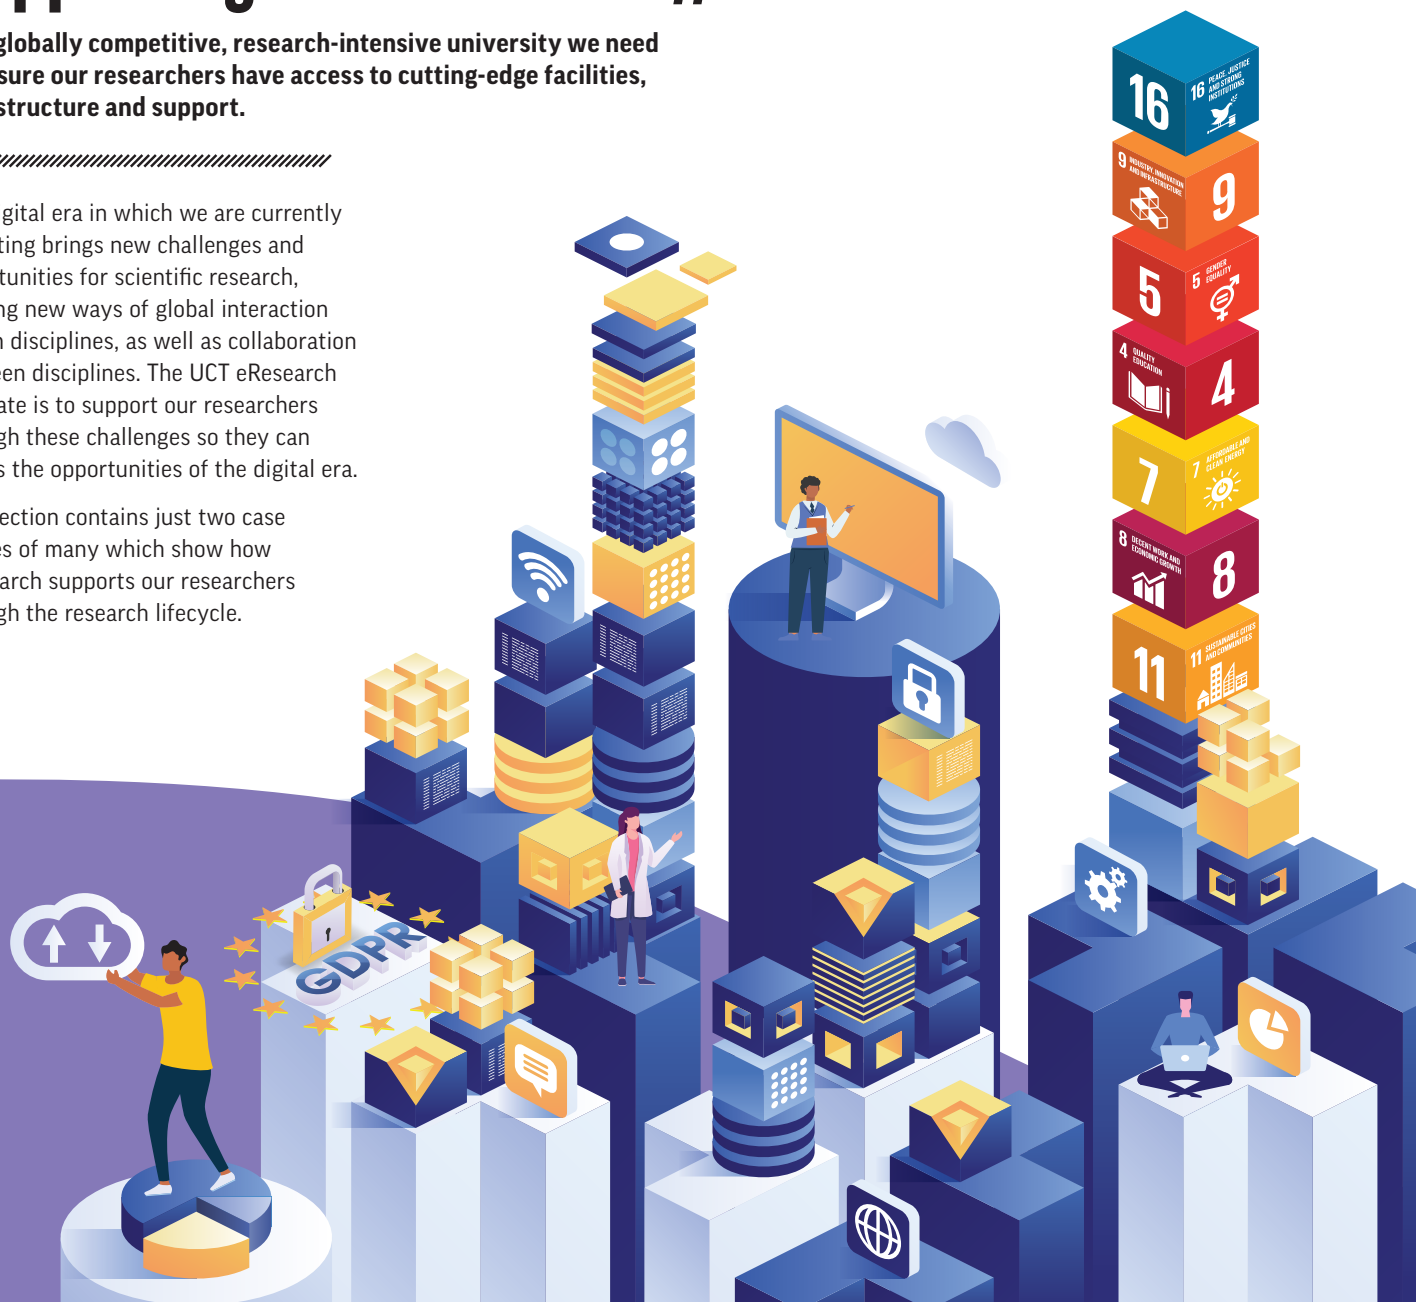 globally competitive, research-intensive university we need
sure our researchers have access to cutting-edge facilities,
structure and support.
gital era in which we are currently
ting brings new challenges and
tunities for scientific research,
ng new ways of global interaction
n disciplines, as well as collaboration
een disciplines. The UCT eResearch
ate is to support our researchers
gh these challenges so they can
s the opportunities of the digital era.
ection contains just two case
es of many which show how
arch supports our researchers
gh the research lifecycle.
16
16 PEACE, JUSTICE
AND STRONG
INSTITUTIONS
9 INDUSTRY, INNOVATION
AND INFRASTRUCTURE
9
5
5 GENDER
EQUALITY
4 QUALITY
EDUCATION
4
7
7 AFFORDABLE AND
CLEAN ENERGY
8 DECENT WORK AND
ECONOMIC GROWTH
8
11
11 SUSTAINABLE CITIES
AND COMMUNITIES
GDPR